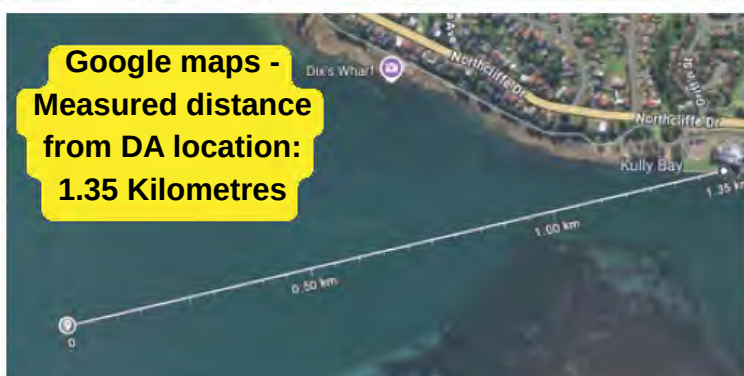 Google maps -
Measured distance
from DA location:
1.35 Kilometres
Dix's Wharf
Northcliffe Dr
Northcliffe Dr
Kully Bay
1.35
1.00 km
0.50 km
0